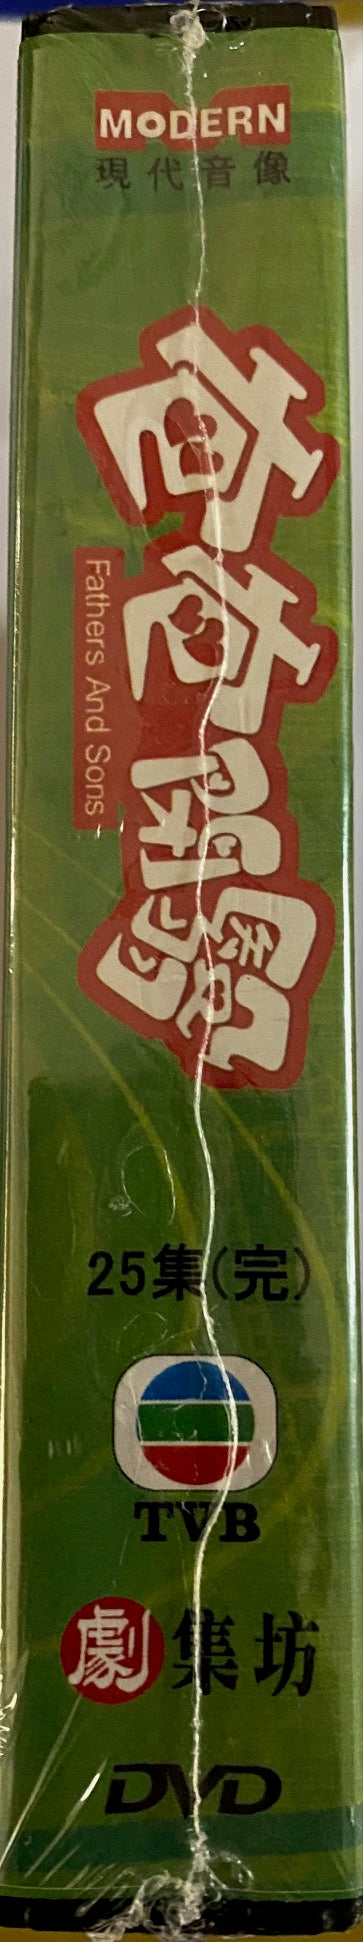 MODERN
現代音像
爸爸閉翳
Fathers And Sons
25集(完)
TVB
劇集坊
DVD